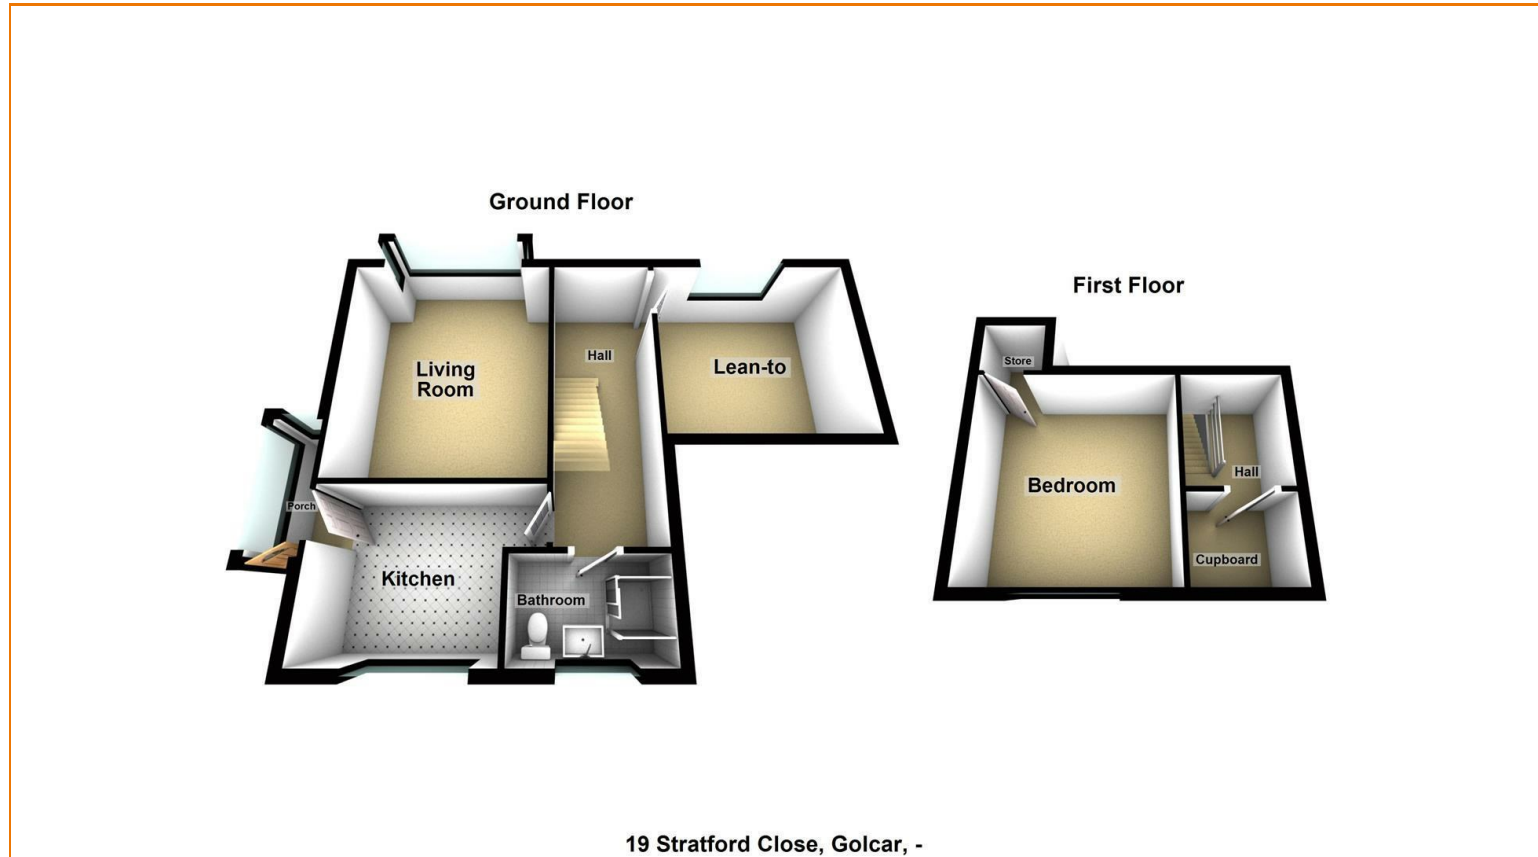 Ground Floor
Living
Room
Hall
Lean-to
Porch
Kitchen
Bathroom
First Floor
Store
Bedroom
Hall
Cupboard
19 Stratford Close, Golcar, -